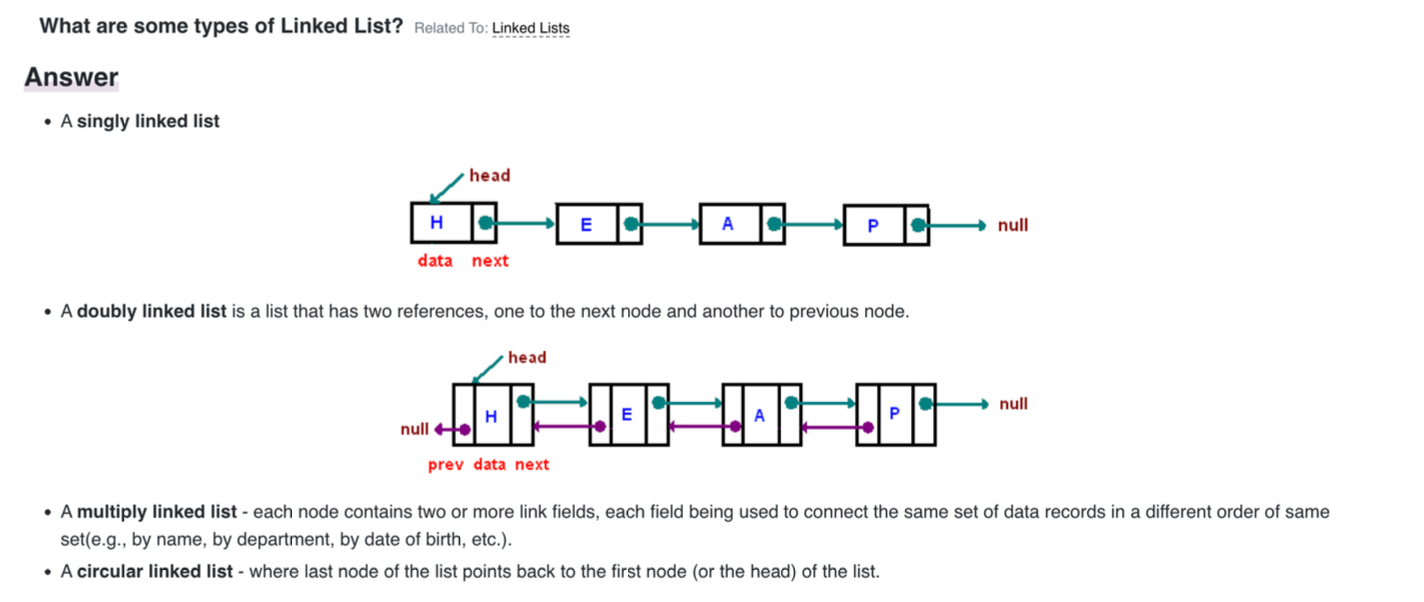 What are some types of Linked List? Related To: Linked Lists
Answer
• A singly linked list
head
H E A P null
data next
• A doubly linked list is a list that has two references, one to the next node and another to previous node.
head
H E A P null
null
prev data next
• A multiply linked list - each node contains two or more link fields, each field being used to connect the same set of data records in a different order of same
set(e.g., by name, by department, by date of birth, etc.).
• A circular linked list - where last node of the list points back to the first node (or the head) of the list.